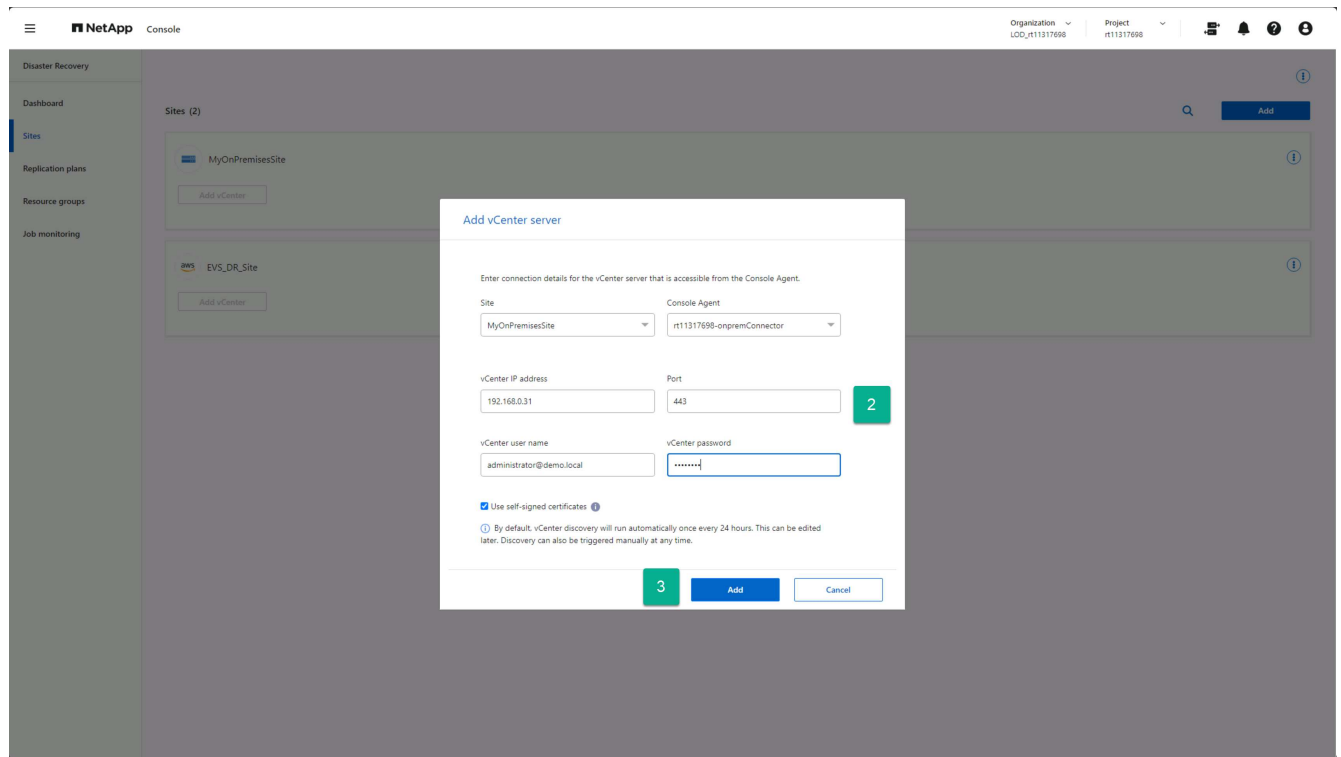 NetApp Console
Organization
LOD_rt11317698
Project
rt11317698
Disaster Recovery
Dashboard
Sites
Replication plans
Resource groups
Job monitoring
Sites (2)
Add
MyOnPremisesSite
Add vCenter
aws EVS_DR_Site
Add vCenter
Add vCenter server
Enter connection details for the vCenter server that is accessible from the Console Agent.
Site Console Agent
MyOnPremisesSite rt11317698-onpremConnector
vCenter IP address Port
192.168.0.31 443
2
vCenter user name vCenter password
administrator@demo.local ••••••••
Use self-signed certificates
By default, vCenter discovery will run automatically once every 24 hours. This can be edited
later. Discovery can also be triggered manually at any time.
3 Add Cancel